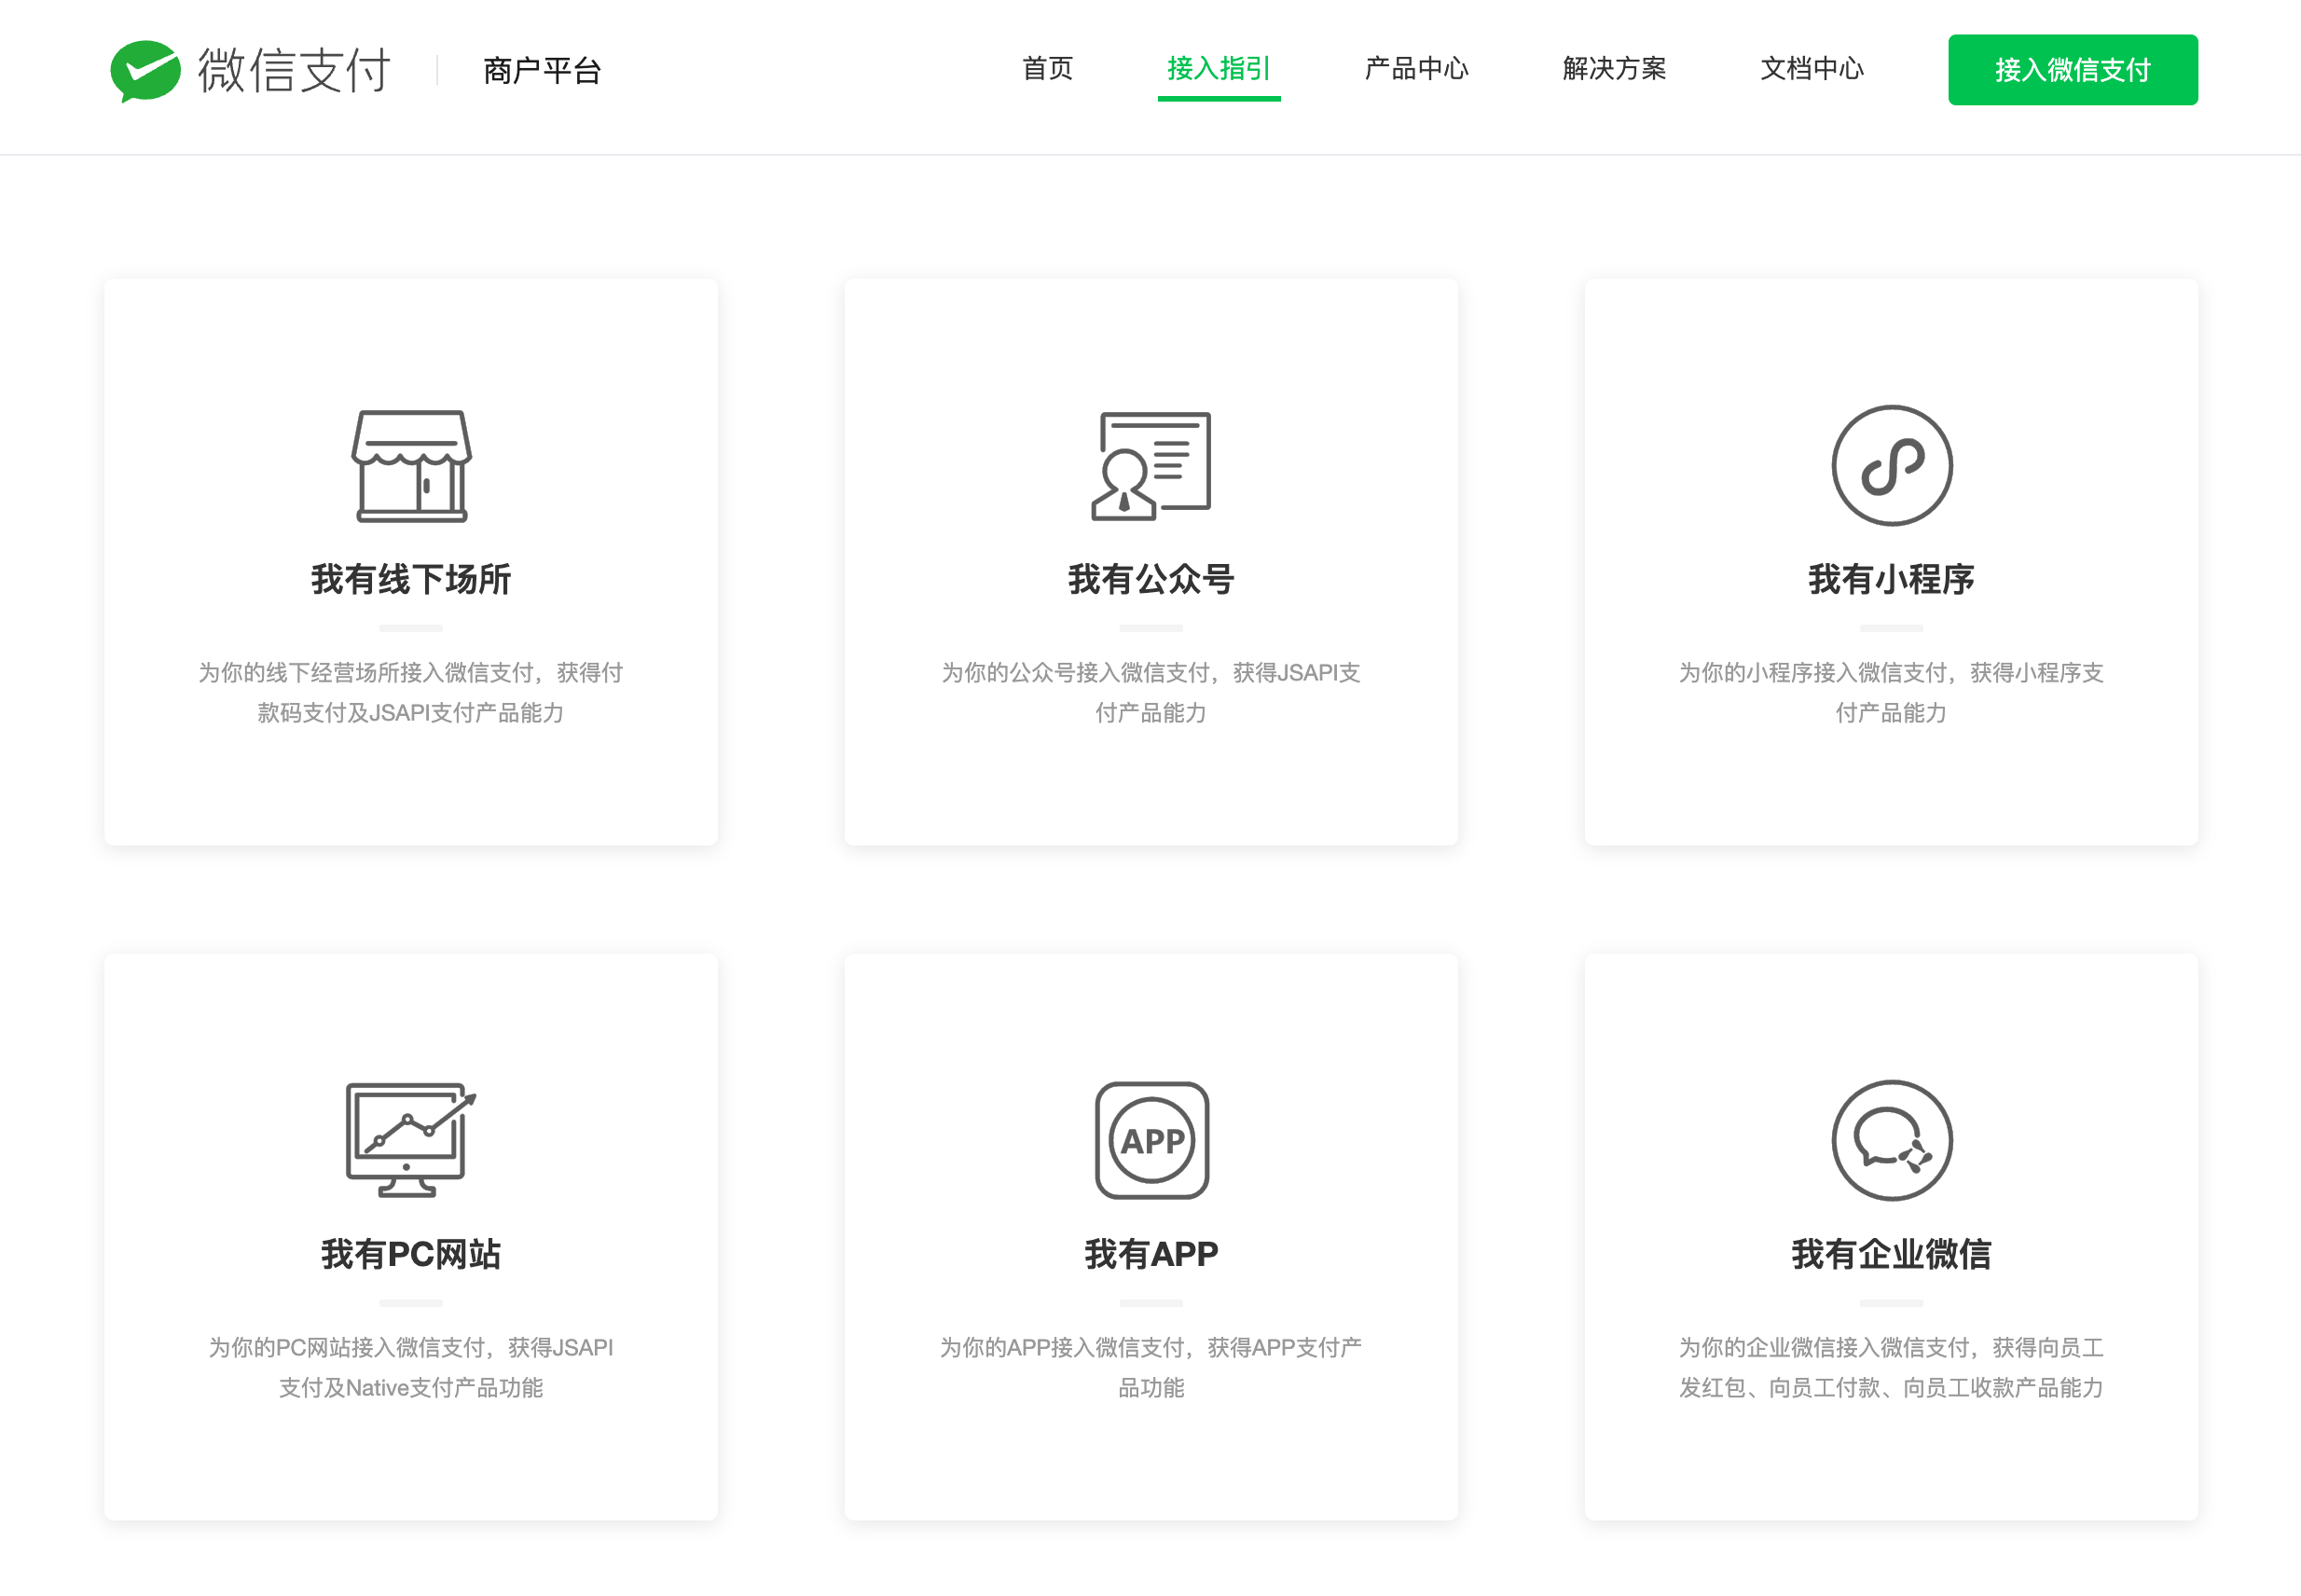 微信支付 商户平台 首页 接入指引 产品中心 解决方案 文档中心 接入微信支付
我有线下场所
为你的线下经营场所接入微信支付，获得付
款码支付及JSAPI支付产品能力
我有公众号
为你的公众号接入微信支付，获得JSAPI支
付产品能力
我有小程序
为你的小程序接入微信支付，获得小程序支
付产品能力
我有PC网站
为你的PC网站接入微信支付，获得JSAPI
支付及Native支付产品功能
APP
我有APP
为你的APP接入微信支付，获得APP支付产
品功能
我有企业微信
为你的企业微信接入微信支付，获得向员工
发红包、向员工付款、向员工收款产品能力